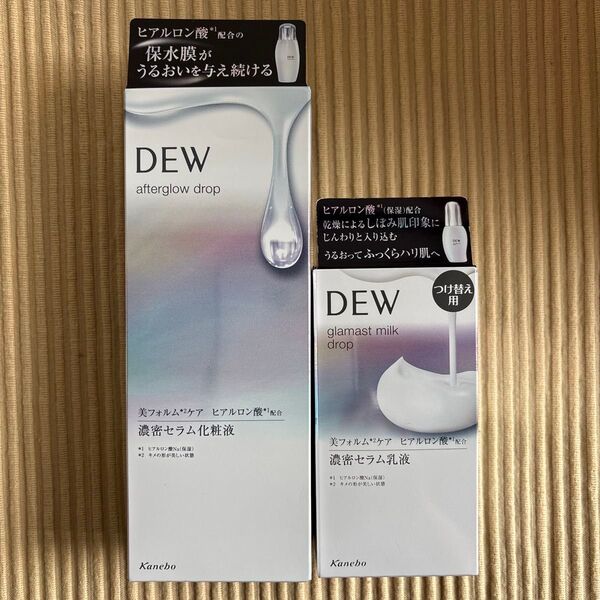 ヒアルロン酸*1配合の
保水膜が
うるおいを与え続ける
DEW
afterglow drop
美フォルム*2ケア ヒアルロン酸*1配合
濃密セラム化粧液
*1 ヒアルロン酸Na(保湿)
*2 キメの形が美しい状態
Kanebo
ヒアルロン酸*1(保湿)配合
乾燥によるしぼみ肌印象に
じんわりと入り込む
うるおってふっくらハリ肌へ
DEW
つけ替え
用
DEW
glamast milk
drop
美フォルム*2ケア ヒアルロン酸*1配合
濃密セラム乳液
*1 ヒアルロン酸Na(保湿)
*2 キメの形が美しい状態
Kanebo